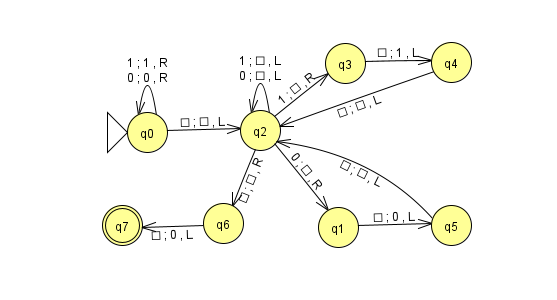 1 ; 1 , R
0 ; 0 , R
1 ; □ , L
0 ; □ , L
q3
□ ; 1 , L
q4
1 ; □ , R
□ ; □ , L
q0
□ ; □ , L
q2
□ ; □ , R
0 ; □ , R
□ ; □ , L
q7
□ ; 0 , L
q6
q1
□ ; 0 , L
q5